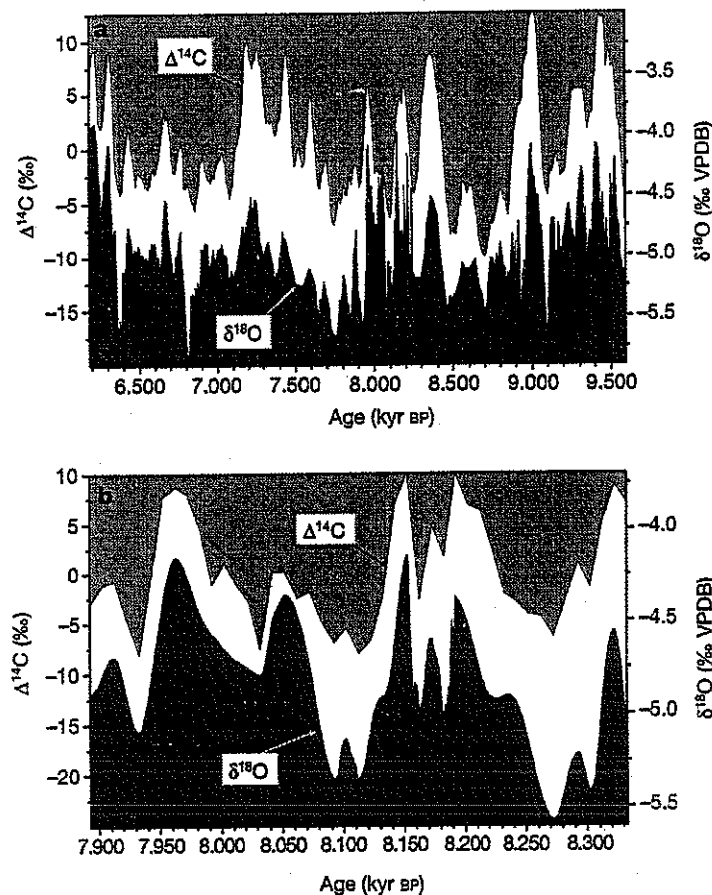 a
10
5
0
−5
−10
−15
Δ¹⁴C (‰)
Δ¹⁴C
δ¹⁸O
−3.5
−4.0
−4.5
−5.0
−5.5
δ¹⁸O (‰ VPDB)
6.500 7.000 7.500 8.000 8.500 9.000 9.500
Age (kyr BP)
b
10
5
0
−5
−10
−15
−20
Δ¹⁴C (‰)
Δ¹⁴C
δ¹⁸O
−4.0
−4.5
−5.0
−5.5
δ¹⁸O (‰ VPDB)
7.900 7.950 8.000 8.050 8.100 8.150 8.200 8.250 8.300
Age (kyr BP)